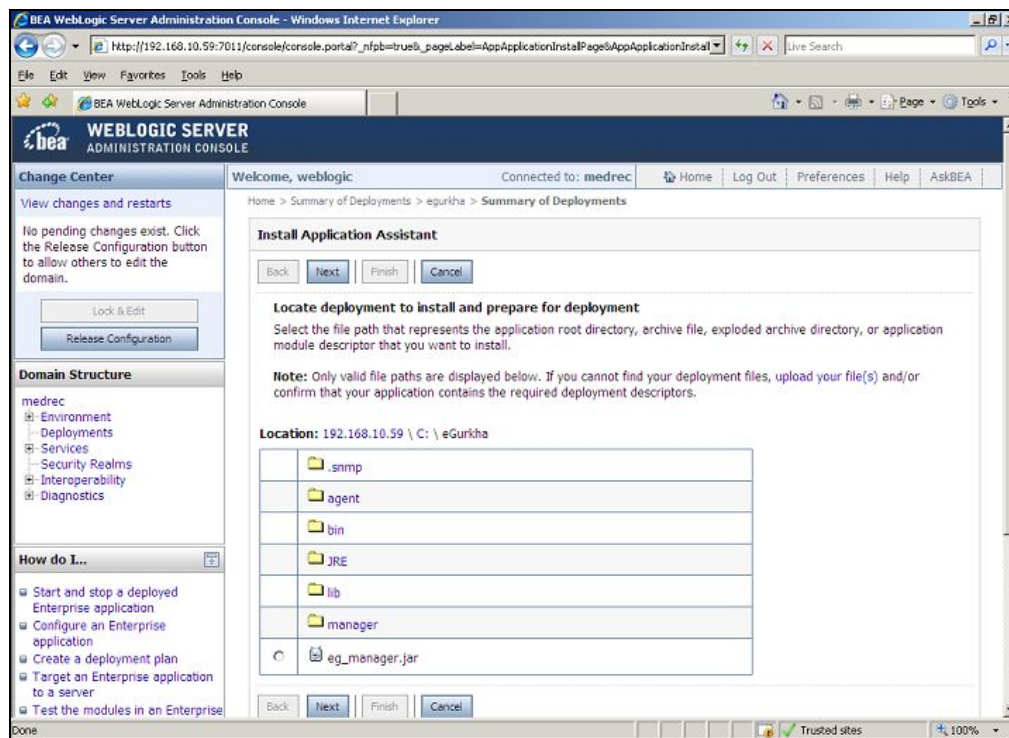 BEA WebLogic Server Administration Console - Windows Internet Explorer
http://192.168.10.59:7011/console/console.portal?_nfpb=true&_pageLabel=AppApplicationInstallPage&AppApplicationInstall
Live Search
File Edit View Favorites Tools Help
BEA WebLogic Server Administration Console
Page Tools
bea WEBLOGIC SERVER
ADMINISTRATION CONSOLE
Change Center
View changes and restarts
No pending changes exist. Click
the Release Configuration button
to allow others to edit the
domain.
Lock & Edit
Release Configuration
Domain Structure
medrec
Environment
Deployments
Services
Security Realms
Interoperability
Diagnostics
How do I...
Start and stop a deployed
Enterprise application
Configure an Enterprise
application
Create a deployment plan
Target an Enterprise application
to a server
Test the modules in an Enterprise
Welcome, weblogic
Connected to: medrec
Home Log Out Preferences Help AskBEA
Home > Summary of Deployments > egurkha > Summary of Deployments
Install Application Assistant
Back Next Finish Cancel
Locate deployment to install and prepare for deployment
Select the file path that represents the application root directory, archive file, exploded archive directory, or application
module descriptor that you want to install.
Note: Only valid file paths are displayed below. If you cannot find your deployment files, upload your file(s) and/or
confirm that your application contains the required deployment descriptors.
Location: 192.168.10.59 \ C: \ eGurkha
.snmp
agent
bin
JRE
lib
manager
eg_manager.jar
Back Next Finish Cancel
Done
Trusted sites
100%